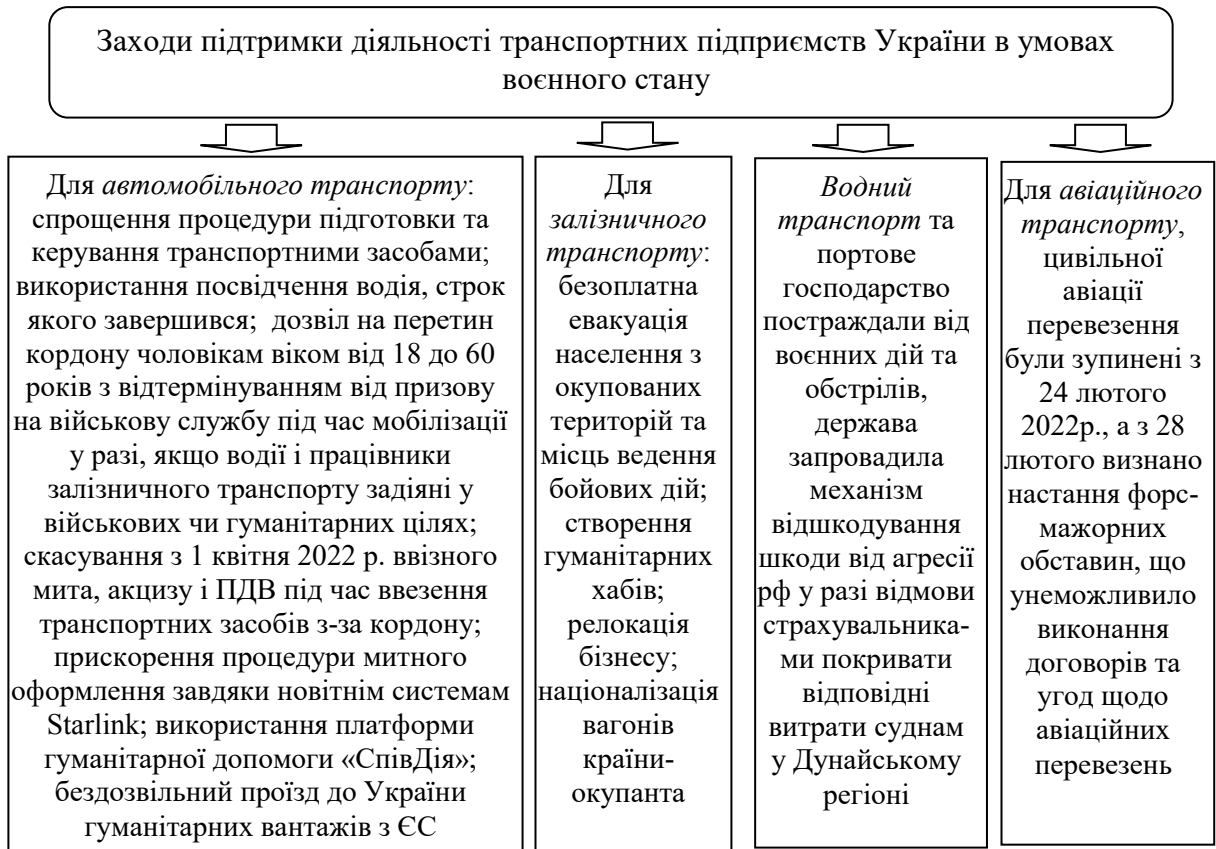 Заходи підтримки діяльності транспортних підприємств України в умовах
воєнного стану
Для автомобільного транспорту:
спрощення процедури підготовки та
керування транспортними засобами;
використання посвідчення водія, строк
якого завершився; дозвіл на перетин
кордону чоловікам віком від 18 до 60
років з відтермінуванням від призову
на військову службу під час мобілізації
у разі, якщо водії і працівники
залізничного транспорту задіяні у
військових чи гуманітарних цілях;
скасування з 1 квітня 2022 р. ввізного
мита, акцизу і ПДВ під час ввезення
транспортних засобів з-за кордону;
прискорення процедури митного
оформлення завдяки новітнім системам
Starlink; використання платформи
гуманітарної допомоги «СпівДія»;
бездозвільний проїзд до України
гуманітарних вантажів з ЄС
Для
залізничного
транспорту:
безоплатна
евакуація
населення з
окупованих
територій та
місць ведення
бойових дій;
створення
гуманітарних
хабів;
релокація
бізнесу;
націоналізація
вагонів
країни-
окупанта
Водний
транспорт та
портове
господарство
постраждали від
воєнних дій та
обстрілів,
держава
запровадила
механізм
відшкодування
шкоди від агресії
рф у разі відмови
страхувальника-
ми покривати
відповідні
витрати суднам
у Дунайському
регіоні
Для авіаційного
транспорту,
цивільної
авіації
перевезення
були зупинені з
24 лютого
2022р., а з 28
лютого визнано
настання форс-
мажорних
обставин, що
унеможливило
виконання
договорів та
угод щодо
авіаційних
перевезень